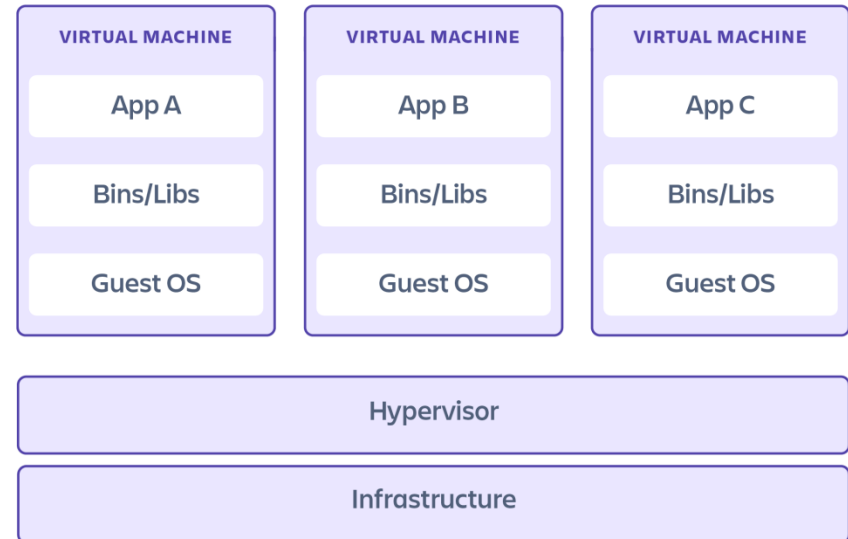 VIRTUAL MACHINE VIRTUAL MACHINE VIRTUAL MACHINE
App A App B App C
Bins/Libs Bins/Libs Bins/Libs
Guest OS Guest OS Guest OS
Hypervisor
Infrastructure